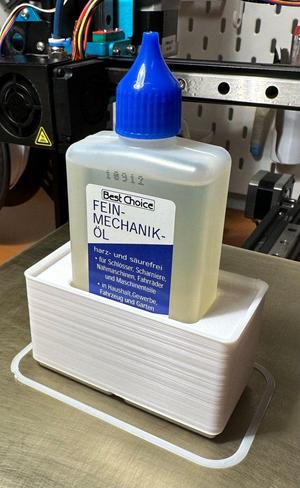 10912
Best Choice
FEIN-
MECHANIK-
ÖL
harz- und säurefrei
• für Schlösser, Scharniere,
Nähmaschinen, Fahrräder
und Maschinenteile
• in Haushalt, Gewerbe,
Fahrzeug und Garten